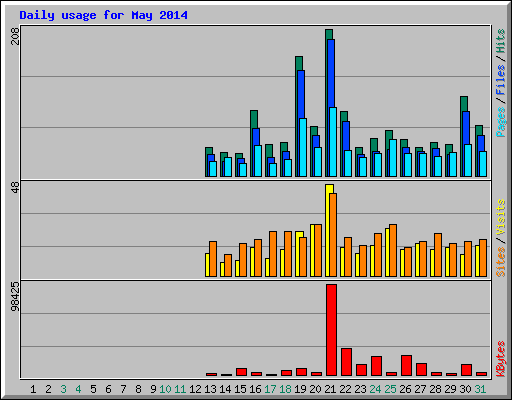 Daily usage for May 2014
208
Pages / Files / Hits
48
Sites / Visits
98425
KBytes
1 2 3 4 5 6 7 8 9 10 11 12 13 14 15 16 17 18 19 20 21 22 23 24 25 26 27 28 29 30 31